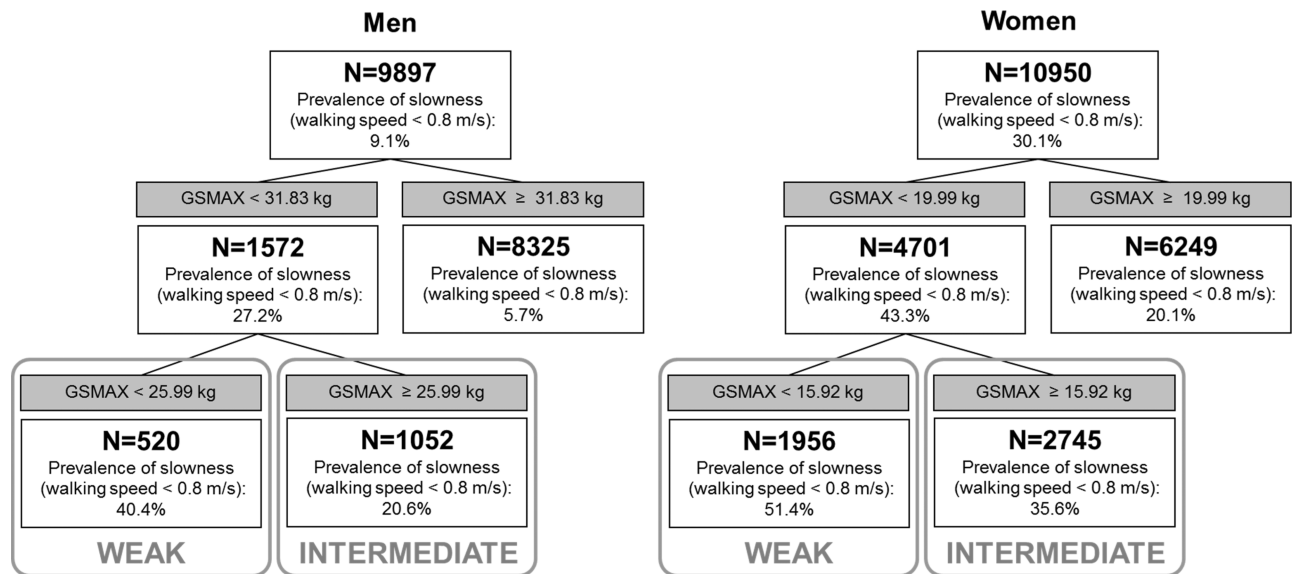 Men
N=9897
Prevalence of slowness
(walking speed < 0.8 m/s):
9.1%
GSMAX < 31.83 kg
GSMAX ≥ 31.83 kg
N=1572
Prevalence of slowness
(walking speed < 0.8 m/s):
27.2%
N=8325
Prevalence of slowness
(walking speed < 0.8 m/s):
5.7%
GSMAX < 25.99 kg
GSMAX ≥ 25.99 kg
N=520
Prevalence of slowness
(walking speed < 0.8 m/s):
40.4%
WEAK
N=1052
Prevalence of slowness
(walking speed < 0.8 m/s):
20.6%
INTERMEDIATE
Women
N=10950
Prevalence of slowness
(walking speed < 0.8 m/s):
30.1%
GSMAX < 19.99 kg
GSMAX ≥ 19.99 kg
N=4701
Prevalence of slowness
(walking speed < 0.8 m/s):
43.3%
N=6249
Prevalence of slowness
(walking speed < 0.8 m/s):
20.1%
GSMAX < 15.92 kg
GSMAX ≥ 15.92 kg
N=1956
Prevalence of slowness
(walking speed < 0.8 m/s):
51.4%
WEAK
N=2745
Prevalence of slowness
(walking speed < 0.8 m/s):
35.6%
INTERMEDIATE